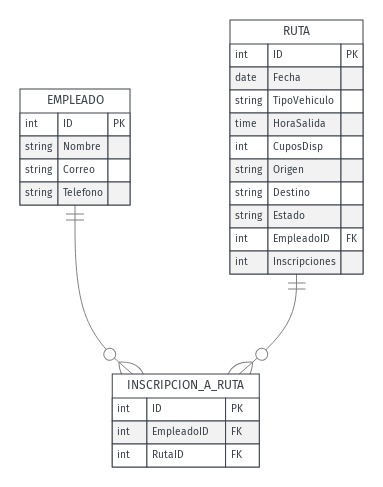 RUTA
int ID PK
date Fecha
string TipoVehiculo
time HoraSalida
int CuposDisp
string Origen
string Destino
string Estado
int EmpleadoID FK
int Inscripciones
EMPLEADO
int ID PK
string Nombre
string Correo
string Telefono
INSCRIPCION_A_RUTA
int ID PK
int EmpleadoID FK
int RutaID FK